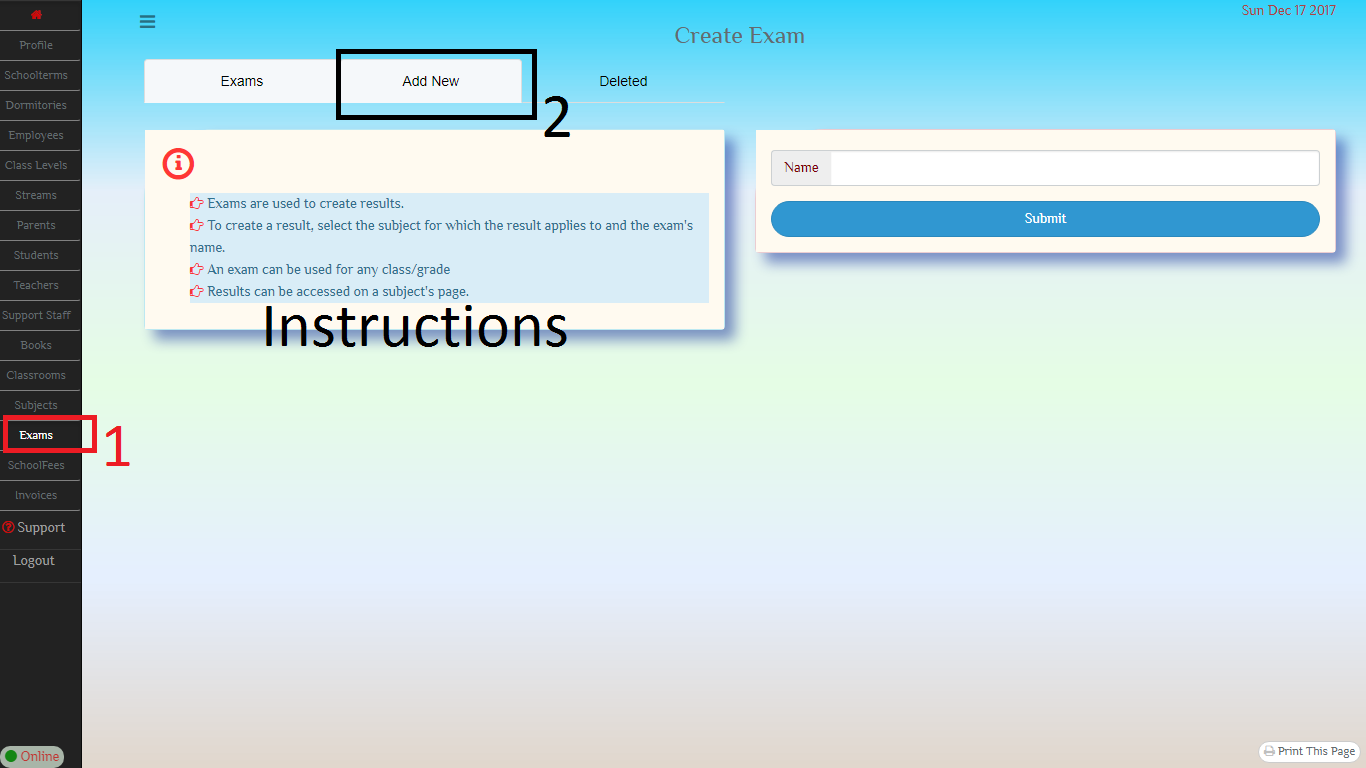 Sun Dec 17 2017
Create Exam
Profile
Schoolterms
Dormitories
Employees
Class Levels
Streams
Parents
Students
Teachers
Support Staff
Books
Classrooms
Subjects
Exams
1
SchoolFees
Invoices
Support
Logout
Online
Exams
Add New
Deleted
2
Exams are used to create results.
To create a result, select the subject for which the result applies to and the exam's
name.
An exam can be used for any class/grade
Results can be accessed on a subject's page.
Instructions
Name
Submit
Print This Page